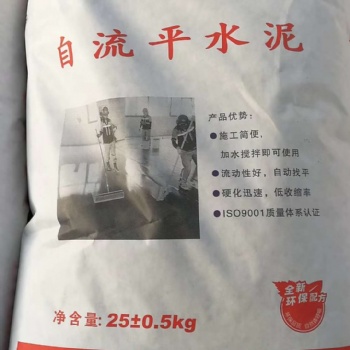 自流平水泥
产品优势：
●施工简便，
加水搅拌即可使用
●流动性好，自动找平
●硬化迅速，低收缩率
●ISO9001质量体系认证
全新
环保配方
净含量: 25±0.5kg